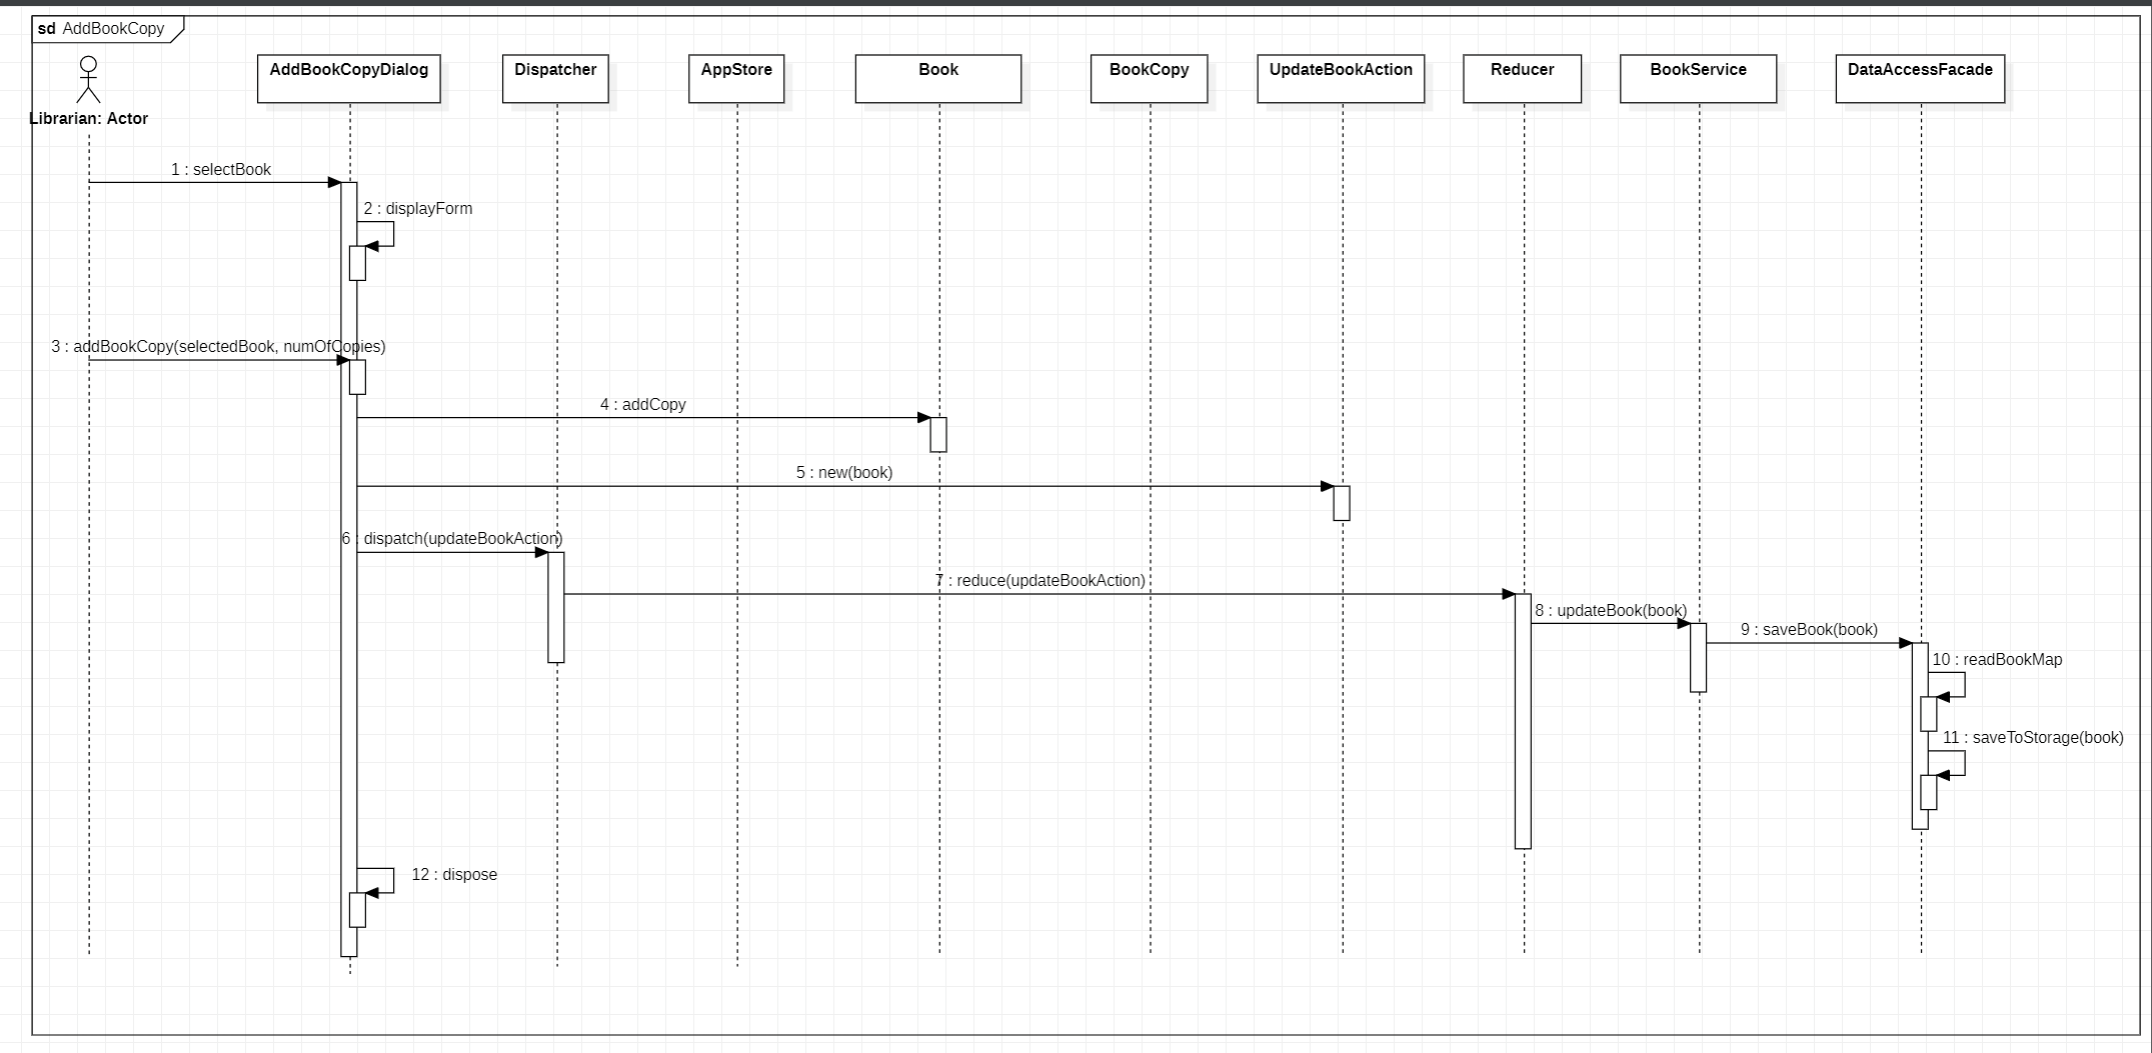 sd AddBookCopy
AddBookCopyDialog
Dispatcher
AppStore
Book
BookCopy
UpdateBookAction
Reducer
BookService
DataAccessFacade
Librarian: Actor
1 : selectBook
2 : displayForm
3 : addBookCopy(selectedBook, numOfCopies)
4 : addCopy
5 : new(book)
6 : dispatch(updateBookAction)
7 : reduce(updateBookAction)
8 : updateBook(book)
9 : saveBook(book)
10 : readBookMap
11 : saveToStorage(book)
12 : dispose